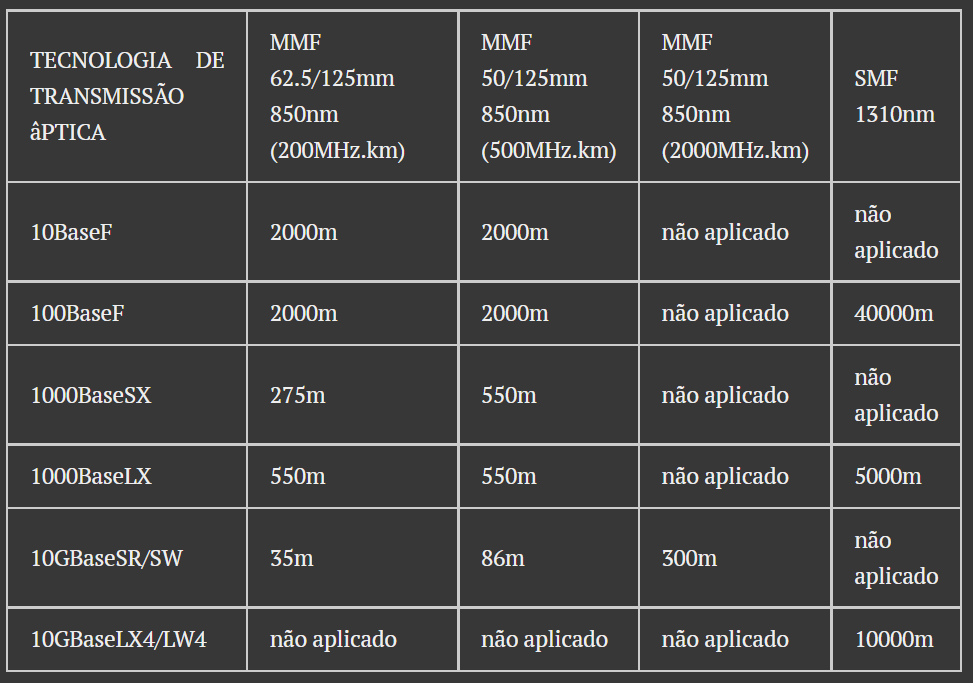 TECNOLOGIA DE
TRANSMISSÃO
âPTICA
MMF
62.5/125mm
850nm
(200MHz.km)
MMF
50/125mm
850nm
(500MHz.km)
MMF
50/125mm
850nm
(2000MHz.km)
SMF
1310nm
10BaseF
2000m
2000m
não aplicado
não
aplicado
100BaseF
2000m
2000m
não aplicado
40000m
1000BaseSX
275m
550m
não aplicado
não
aplicado
1000BaseLX
550m
550m
não aplicado
5000m
10GBaseSR/SW
35m
86m
300m
não
aplicado
10GBaseLX4/LW4
não aplicado
não aplicado
não aplicado
10000m